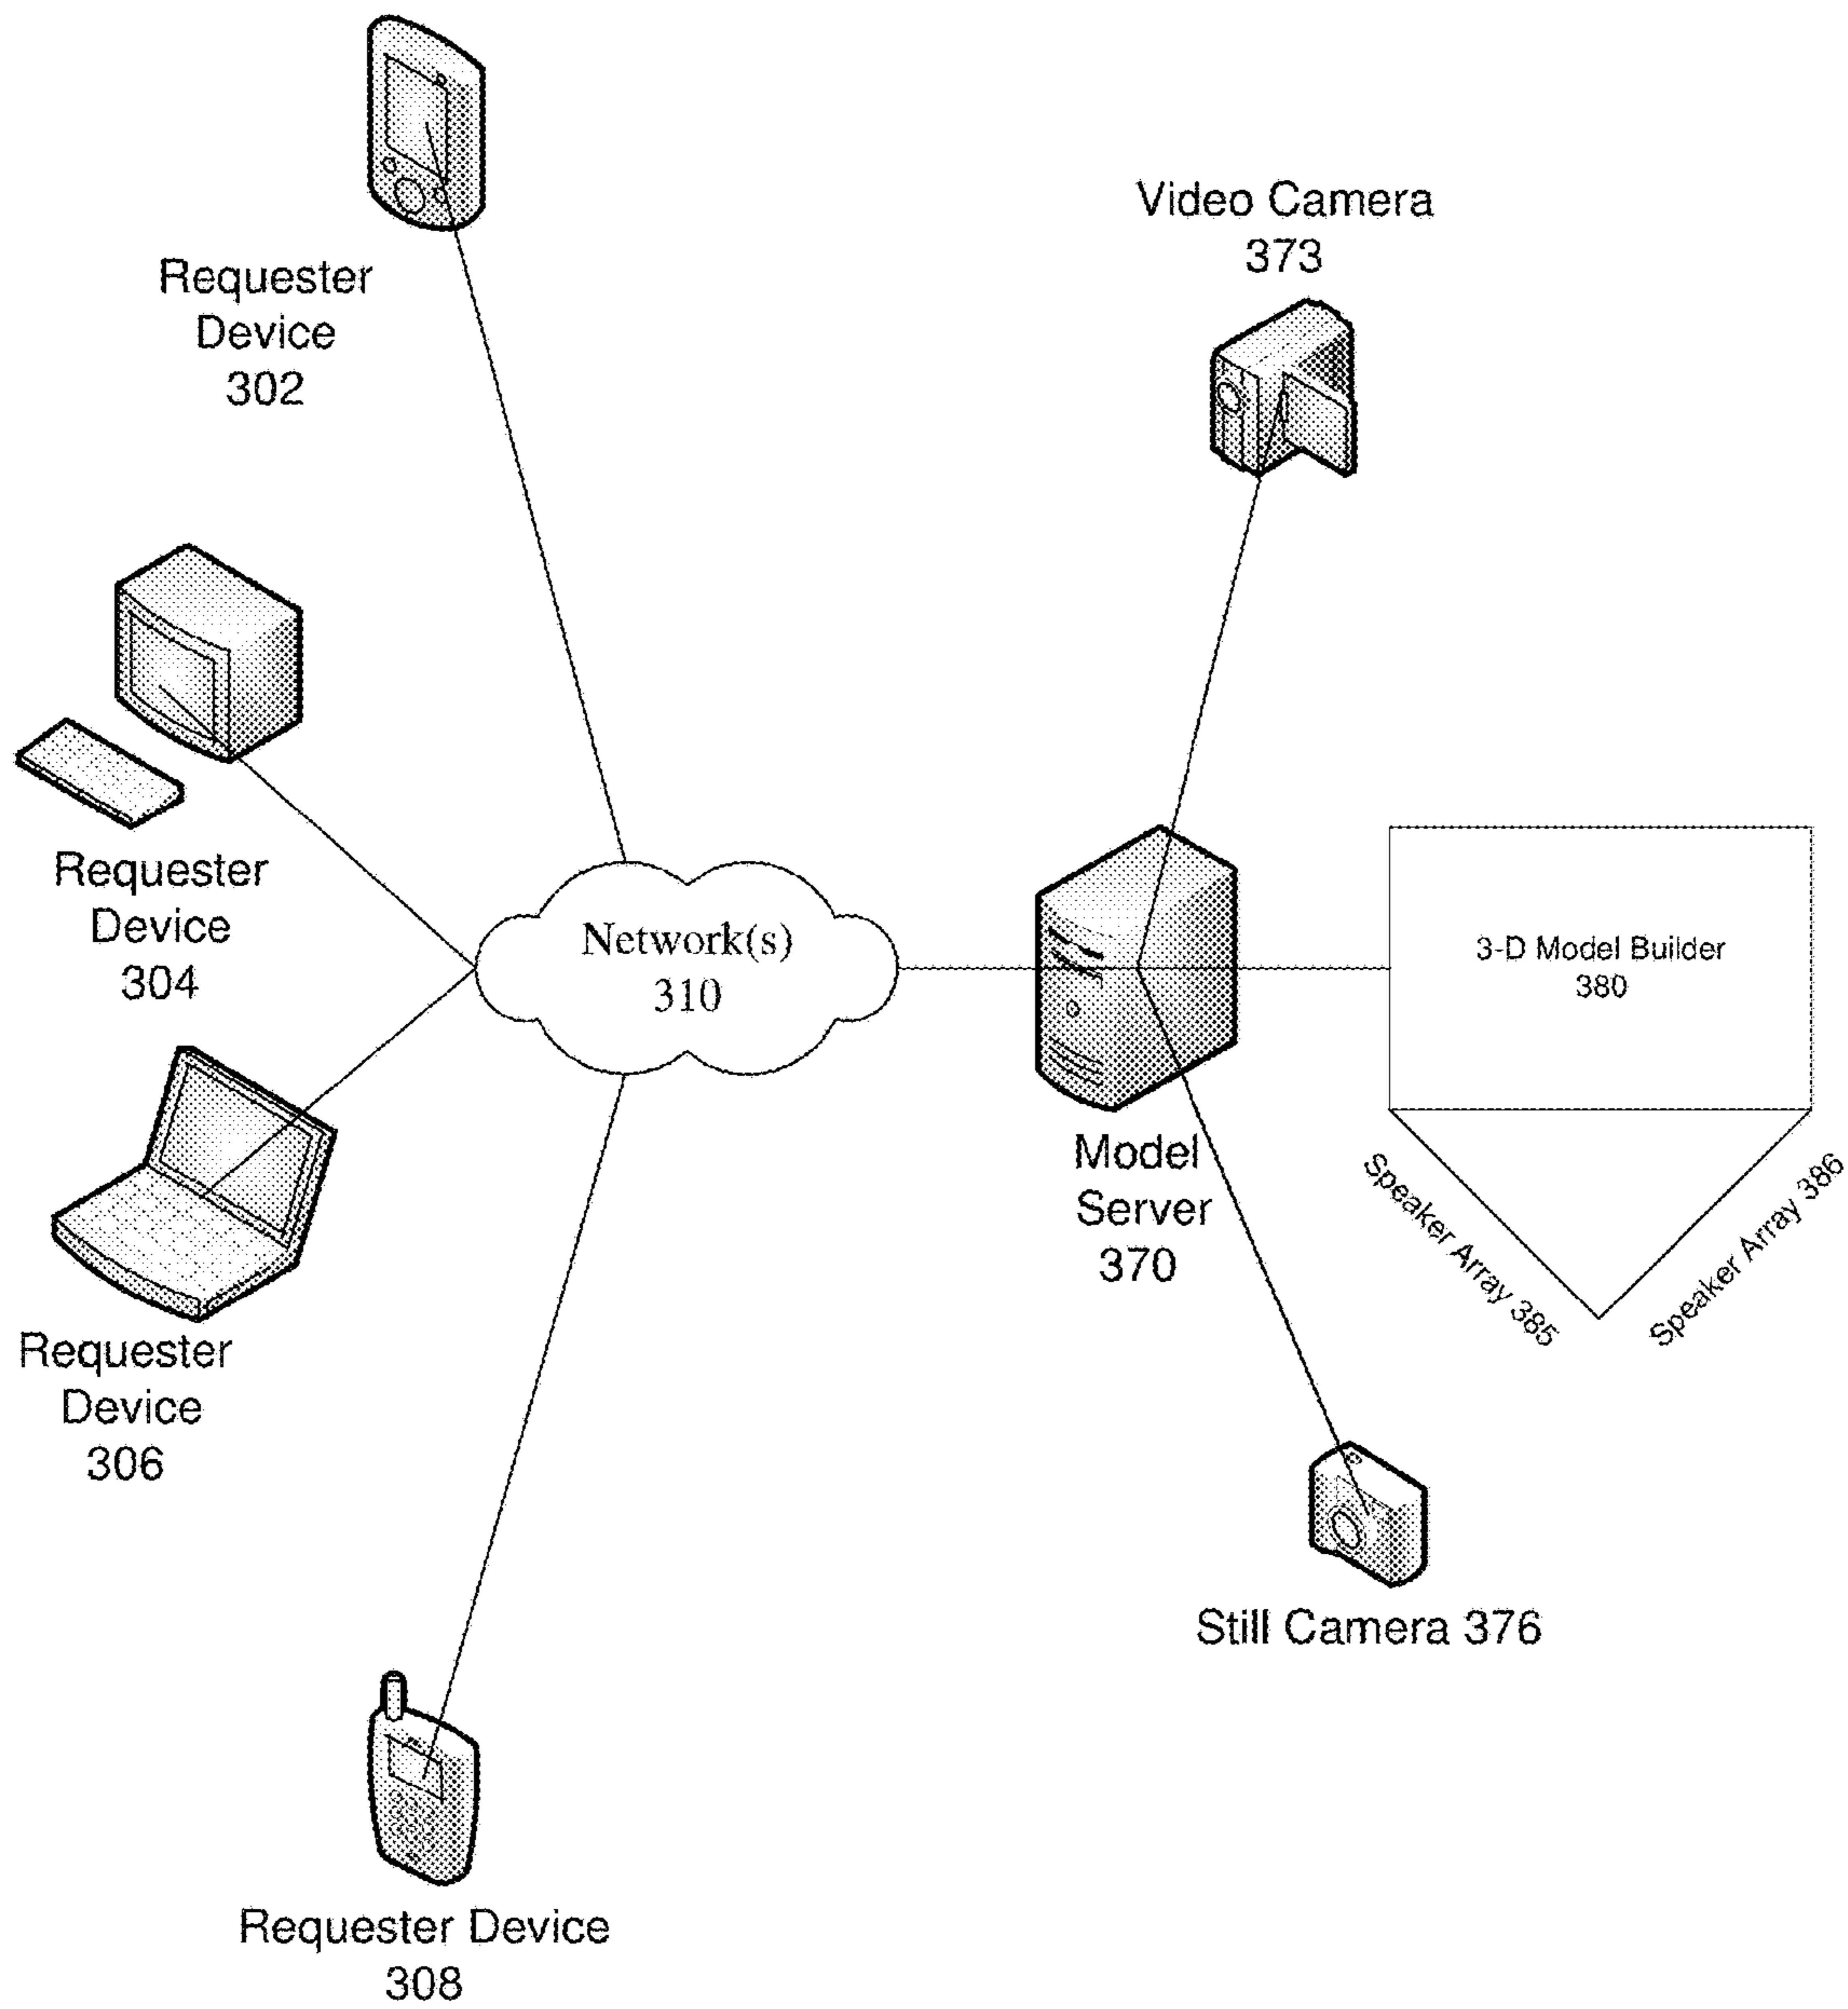 Requester
Device
302
Video Camera
373
Requester
Device
304
Network(s)
310
3-D Model Builder
380
Model
Server
370
Speaker Array 385
Speaker Array 386
Requester
Device
306
Still Camera 376
Requester Device
308